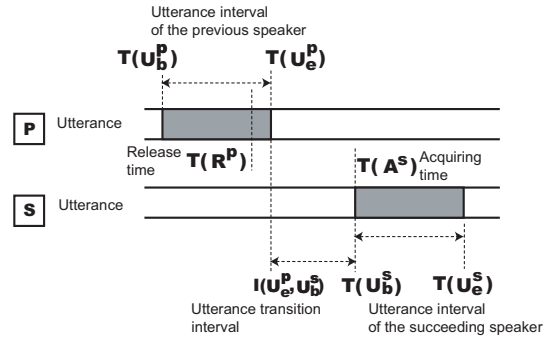 Utterance interval
of the previous speaker
T(U_b^p) T(U_e^p)
P Utterance
Release
time
T(R^p) T(A^s) Acquiring
time
S Utterance
I(U_e^p,U_b^s) T(U_b^s) T(U_e^s)
Utterance transition
interval
Utterance interval
of the succeeding speaker